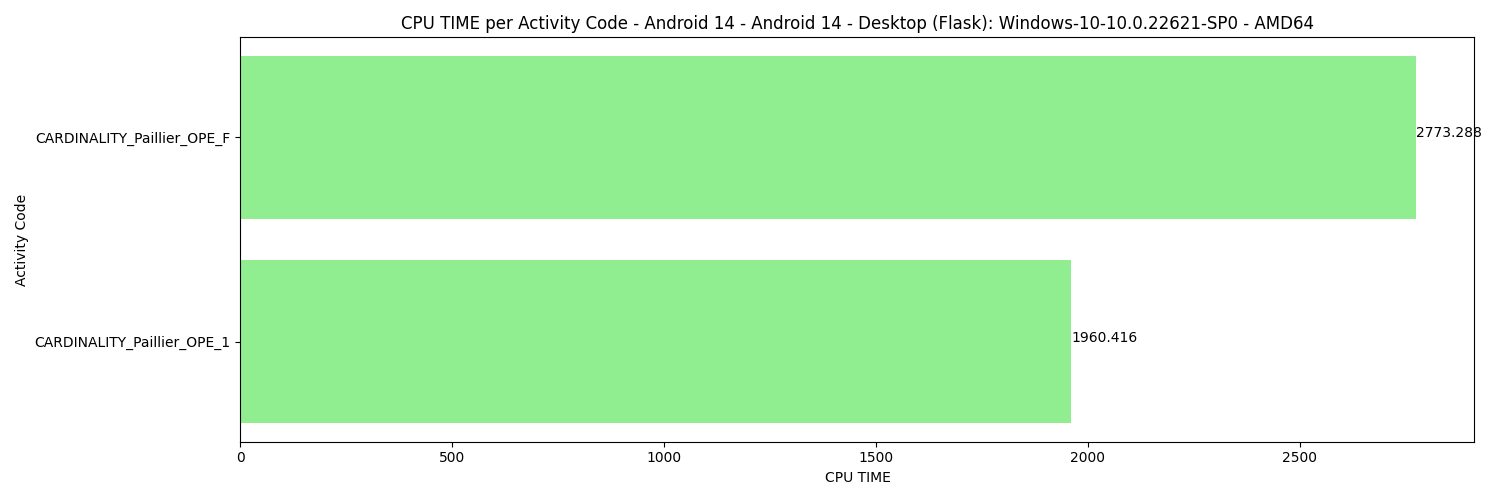 CPU TIME per Activity Code - Android 14 - Android 14 - Desktop (Flask): Windows-10-10.0.22621-SP0 - AMD64
CARDINALITY_Paillier_OPE_F
2773.288
Activity Code
CARDINALITY_Paillier_OPE_1
1960.416
0 500 1000 1500 2000 2500
CPU TIME